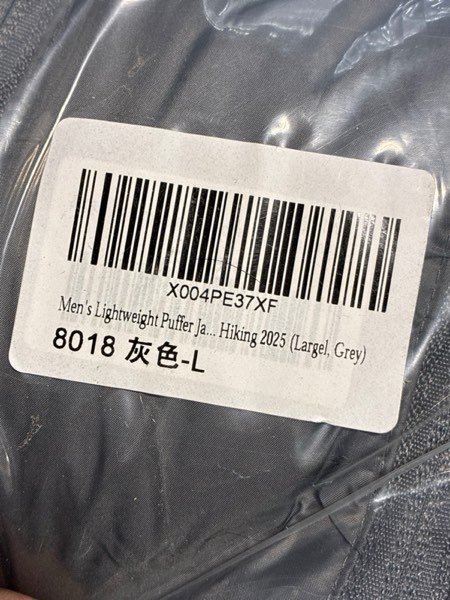 X004PE37XF
Men's Lightweight Puffer Ja... Hiking 2025 (Largel, Grey)
8018 灰色-L